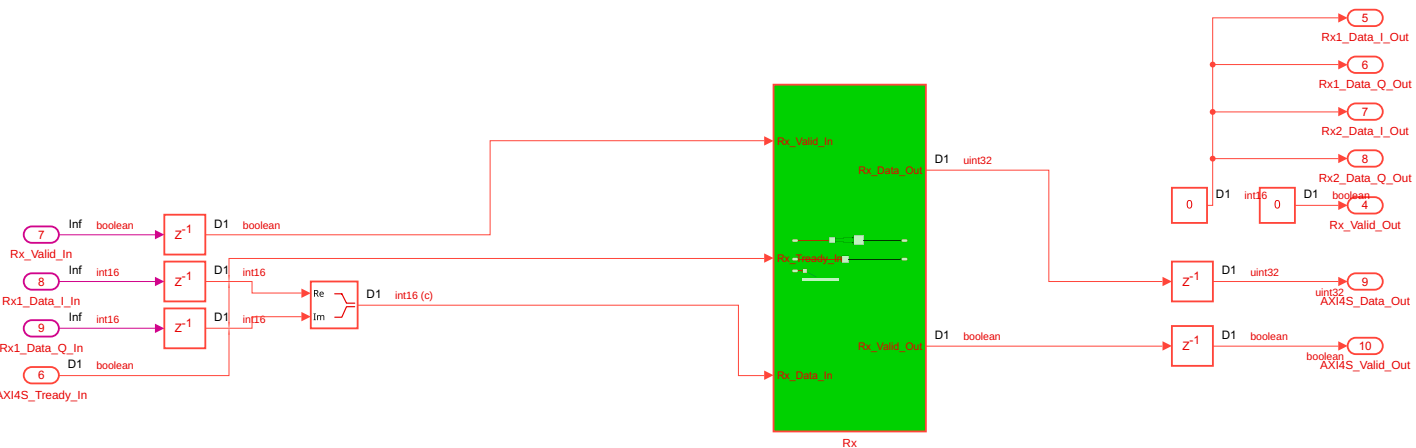 5
Rx1_Data_I_Out
6
Rx1_Data_Q_Out
7
Rx2_Data_I_Out
8
Rx2_Data_Q_Out
0 D1 int16
0 D1 boolean
4
Rx_Valid_Out
Rx_Valid_In
Rx_Data_Out
D1 uint32
7
Rx_Valid_In
Inf boolean
z-1
D1 boolean
8
Rx1_Data_I_In
Inf int16
z-1
D1 int16
9
Rx1_Data_Q_In
Inf int16
z-1
D1 int16
Re
Im
D1 int16 (c)
6
AXI4S_Tready_In
D1 boolean
Rx_Tready_In
Rx_Data_In
Rx_Valid_Out
D1 boolean
Rx
z-1
D1 uint32
uint32
9
AXI4S_Data_Out
z-1
D1 boolean
boolean
10
AXI4S_Valid_Out